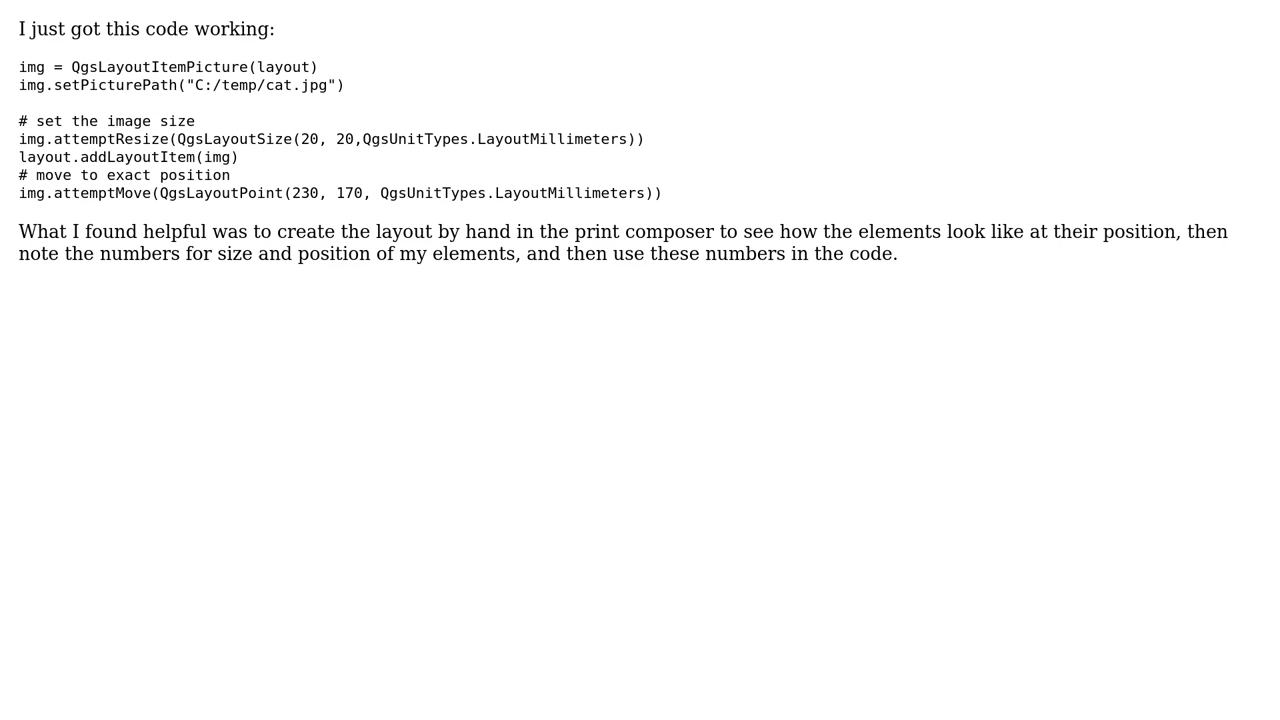 I just got this code working:
img = QgsLayoutItemPicture(layout)
img.setPicturePath("C:/temp/cat.jpg")
# set the image size
img.attemptResize(QgsLayoutSize(20, 20,QgsUnitTypes.LayoutMillimeters))
layout.addLayoutItem(img)
# move to exact position
img.attemptMove(QgsLayoutPoint(230, 170, QgsUnitTypes.LayoutMillimeters))
What I found helpful was to create the layout by hand in the print composer to see how the elements look like at their position, then
note the numbers for size and position of my elements, and then use these numbers in the code.